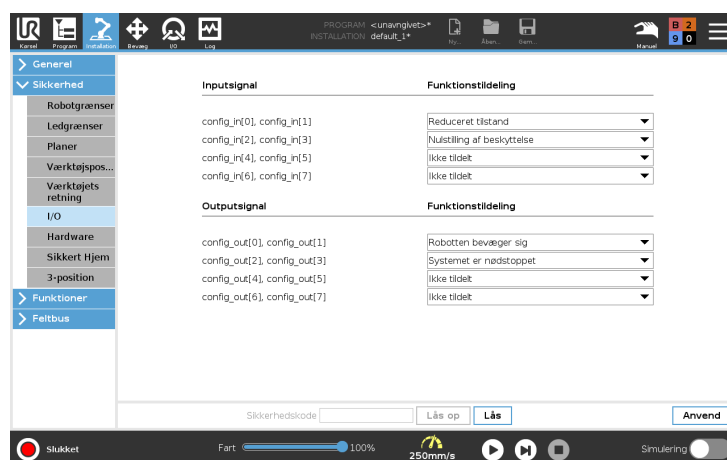 UR
PROGRAM <unavngivet>*
INSTALLATION default_1*
B 2
9 0
Kørsel Program Installation Bevæg I/O Log Ny... Åben... Gem... Manuel
Generel
Sikkerhed
Robotgrænser
Ledgrænser
Planer
Værktøjspos...
Værktøjets
retning
I/O
Hardware
Sikkert Hjem
3-position
Funktioner
Feltbus
Inputsignal Funktionstildeling
config_in[0], config_in[1] Reduceret tilstand
config_in[2], config_in[3] Nulstilling af beskyttelse
config_in[4], config_in[5] Ikke tildelt
config_in[6], config_in[7] Ikke tildelt
Outputsignal Funktionstildeling
config_out[0], config_out[1] Robotten bevæger sig
config_out[2], config_out[3] Systemet er nødstoppet
config_out[4], config_out[5] Ikke tildelt
config_out[6], config_out[7] Ikke tildelt
Sikkerhedskode Lås op Lås Anvend
Slukket Fart 100% 250mm/s Simulering